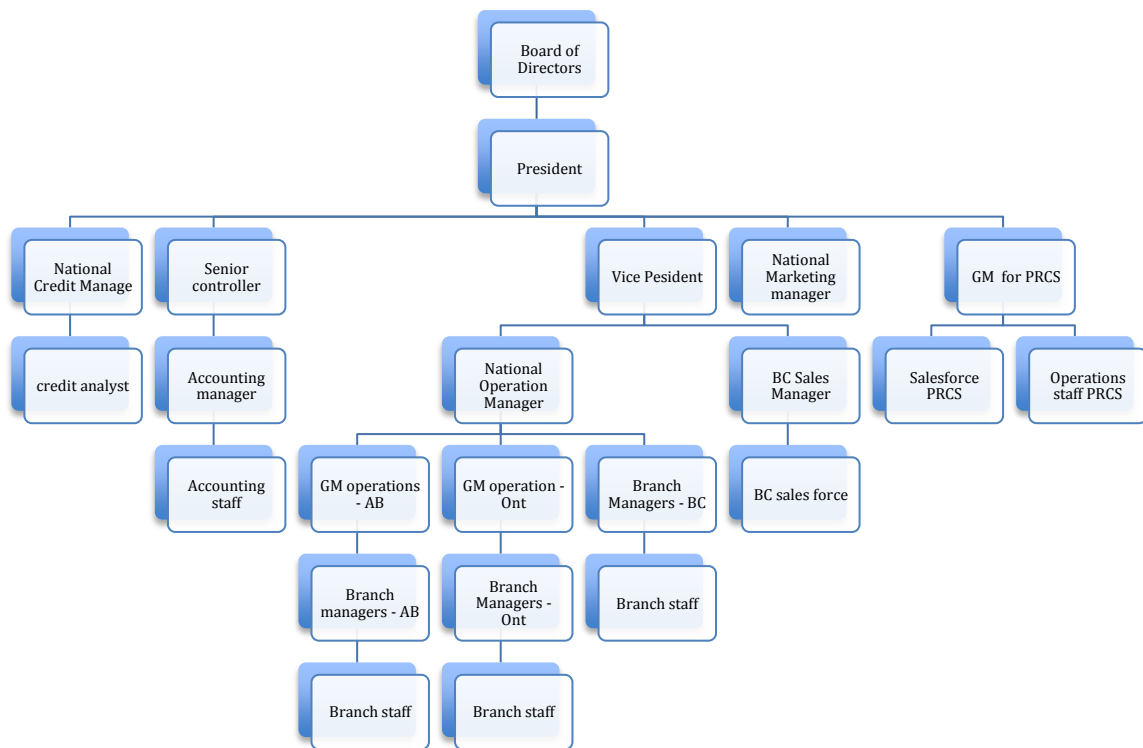 Board of
Directors
President
National
Credit Manage
Senior
controller
Vice Pesident
National
Marketing
manager
GM for PRCS
credit analyst
Accounting
manager
National
Operation
Manager
BC Sales
Manager
Salesforce
PRCS
Operations
staff PRCS
Accounting
staff
GM operations
- AB
GM operation -
Ont
Branch
Managers - BC
BC sales force
Branch
managers - AB
Branch
Managers -
Ont
Branch staff
Branch staff
Branch staff